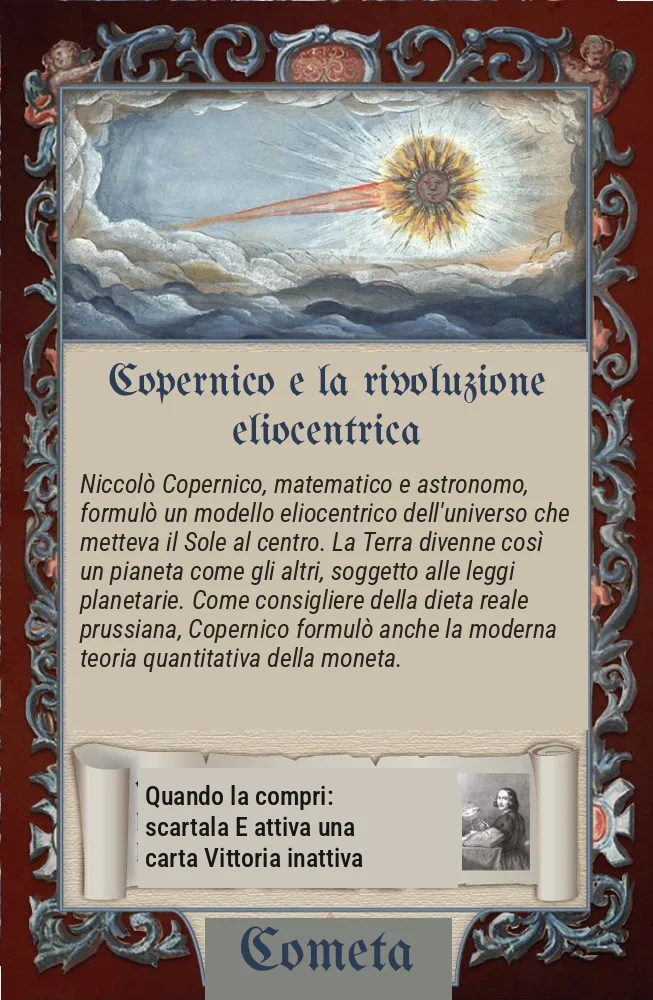 Copernico e la rivoluzione
eliocentrica
Niccolò Copernico, matematico e astronomo,
formulò un modello eliocentrico dell'universo che
metteva il Sole al centro. La Terra divenne così
un pianeta come gli altri, soggetto alle leggi
planetarie. Come consigliere della dieta reale
prussiana, Copernico formulò anche la moderna
teoria quantitativa della moneta.
Quando la compri:
scartala E attiva una
carta Vittoria inattiva
Cometa